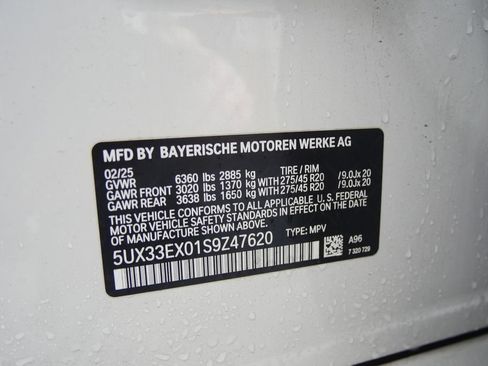 MFD BY BAYERISCHE MOTOREN WERKE AG
02/25 TIRE / RIM
GVWR 6360 lbs 2885 kg
GAWR FRONT 3020 lbs 1370 kg WITH 275/45 R20 / 9.0Jx 20
GAWR REAR 3638 lbs 1650 kg WITH 275/45 R20 / 9.0Jx 20
THIS VEHICLE CONFORMS TO ALL APPLICABLE U. S. FEDERAL
MOTOR VEHICLE SAFETY STANDARDS IN EFFECT ON THE
DATE OF MANUFACTURE SHOWN ABOVE.
5UX33EX01S9Z47620 TYPE: MPV A96
7 320 729